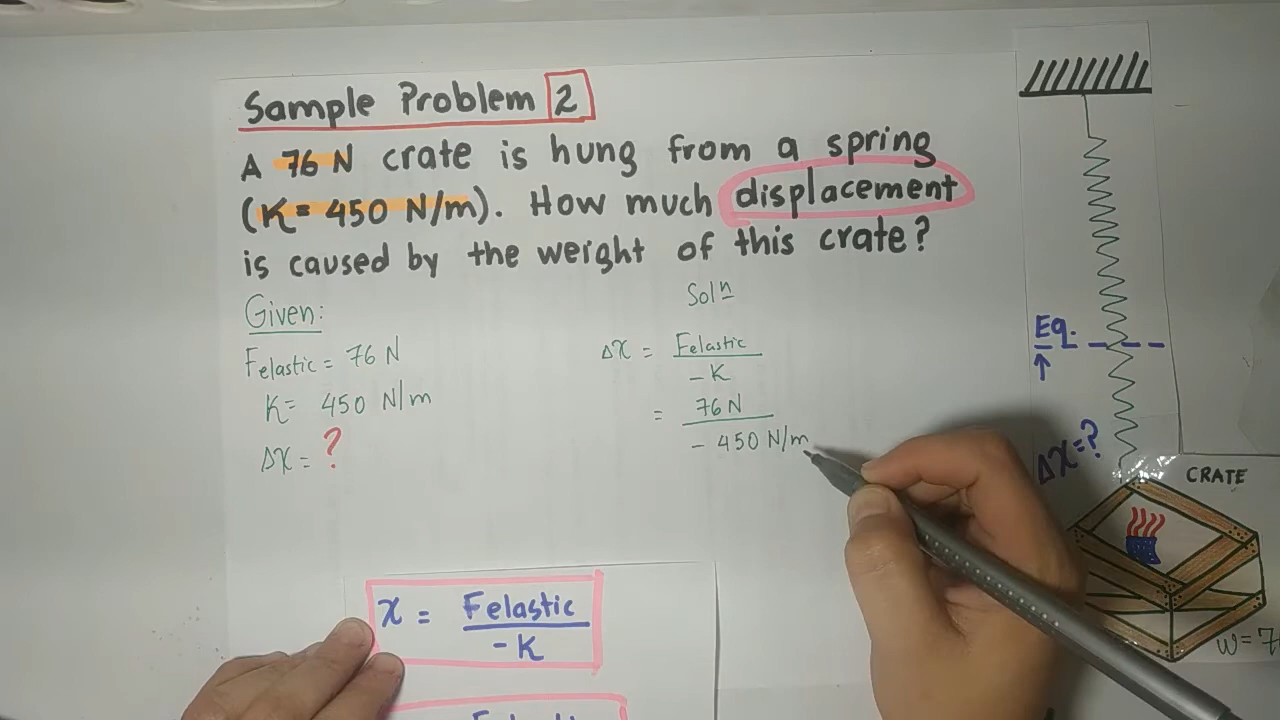 Sample Problem 2
A 76 N crate is hung from a spring
(K= 450 N/m). How much displacement
is caused by the weight of this crate?
Given:
Felastic = 76 N
K= 450 N/m
Δx = ?
Solⁿ
Δx = Felastic
-K
= 76 N
- 450 N/m
x = Felastic
-K
Eq.
↑
Δx=?
CRATE
w=7